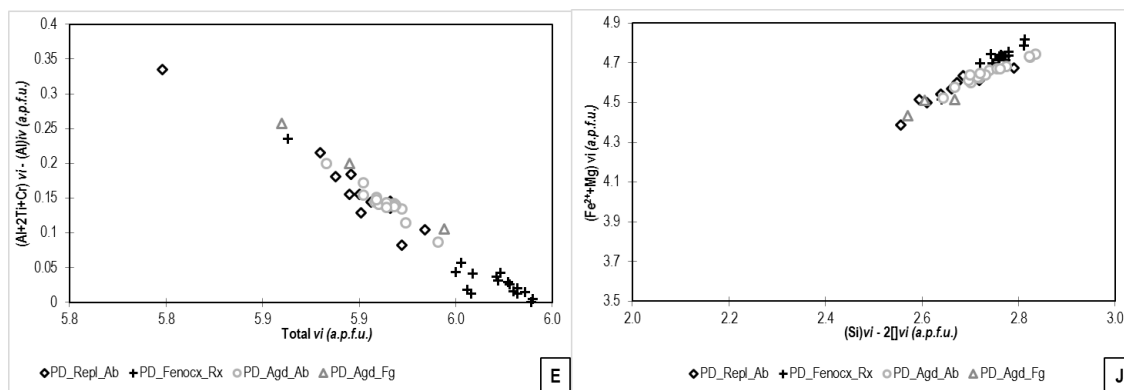 0.4
0.35
0.3
0.25
0.2
0.15
0.1
0.05
0
(Al+2Ti+Cr) vi - (Al)iv (a.p.f.u.)
5.8 5.9 5.9 6.0 6.0
Total vi (a.p.f.u.)
PD_Repl_Ab PD_Fenocx_Rx PD_Agd_Ab PD_Agd_Fg
E
4.9
4.7
4.5
4.3
4.1
3.9
3.7
3.5
(Fe²⁺+Mg) vi (a.p.f.u.)
2.0 2.2 2.4 2.6 2.8 3.0
(Si)vi - 2[]vi (a.p.f.u.)
PD_Repl_Ab PD_Fenocx_Rx PD_Agd_Ab PD_Agd_Fg
J